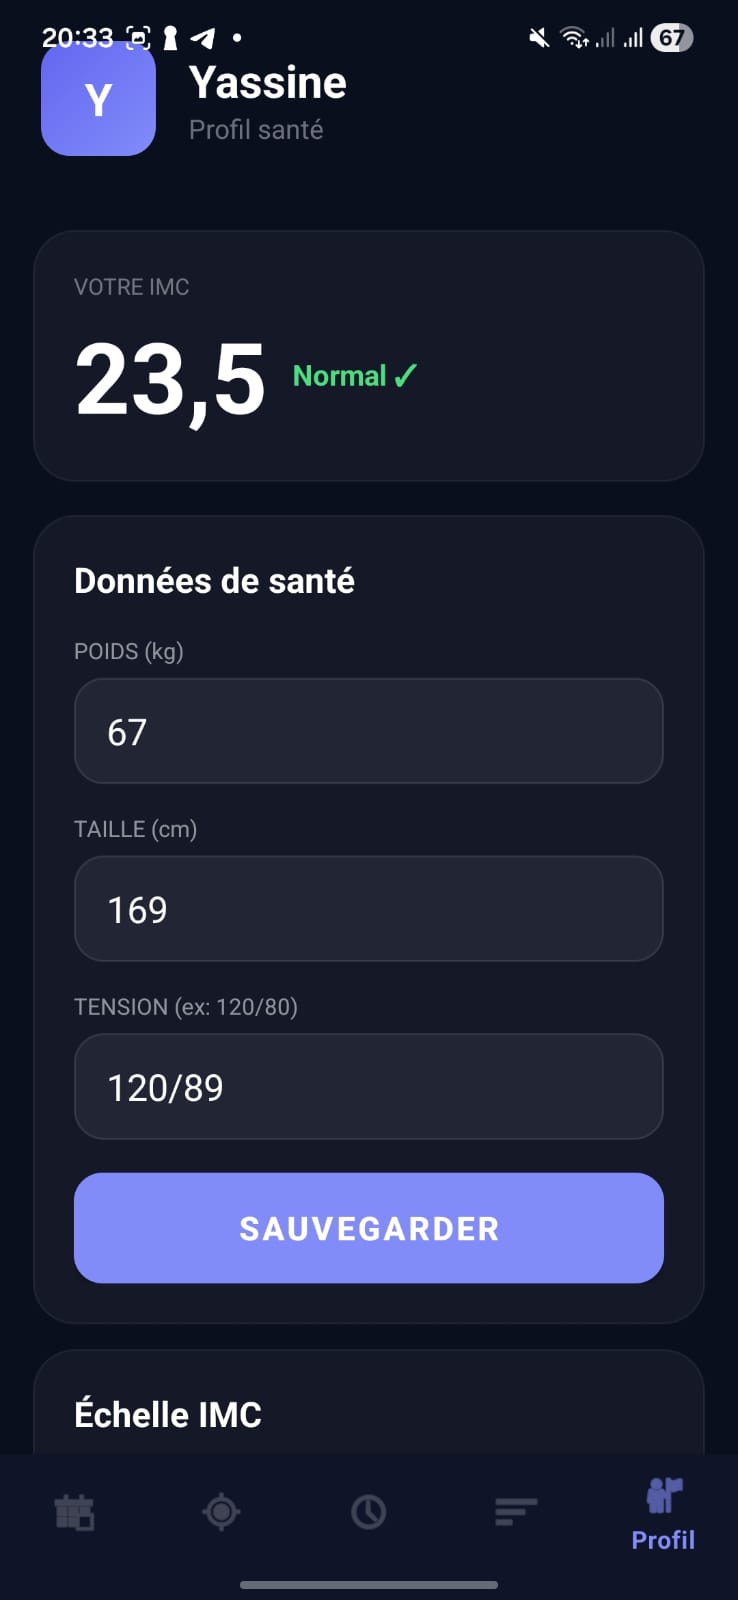 20:33
67
Y
Yassine
Profil santé
VOTRE IMC
23,5 Normal ✓
Données de santé
POIDS (kg)
67
TAILLE (cm)
169
TENSION (ex: 120/80)
120/89
SAUVEGARDER
Échelle IMC
Profil